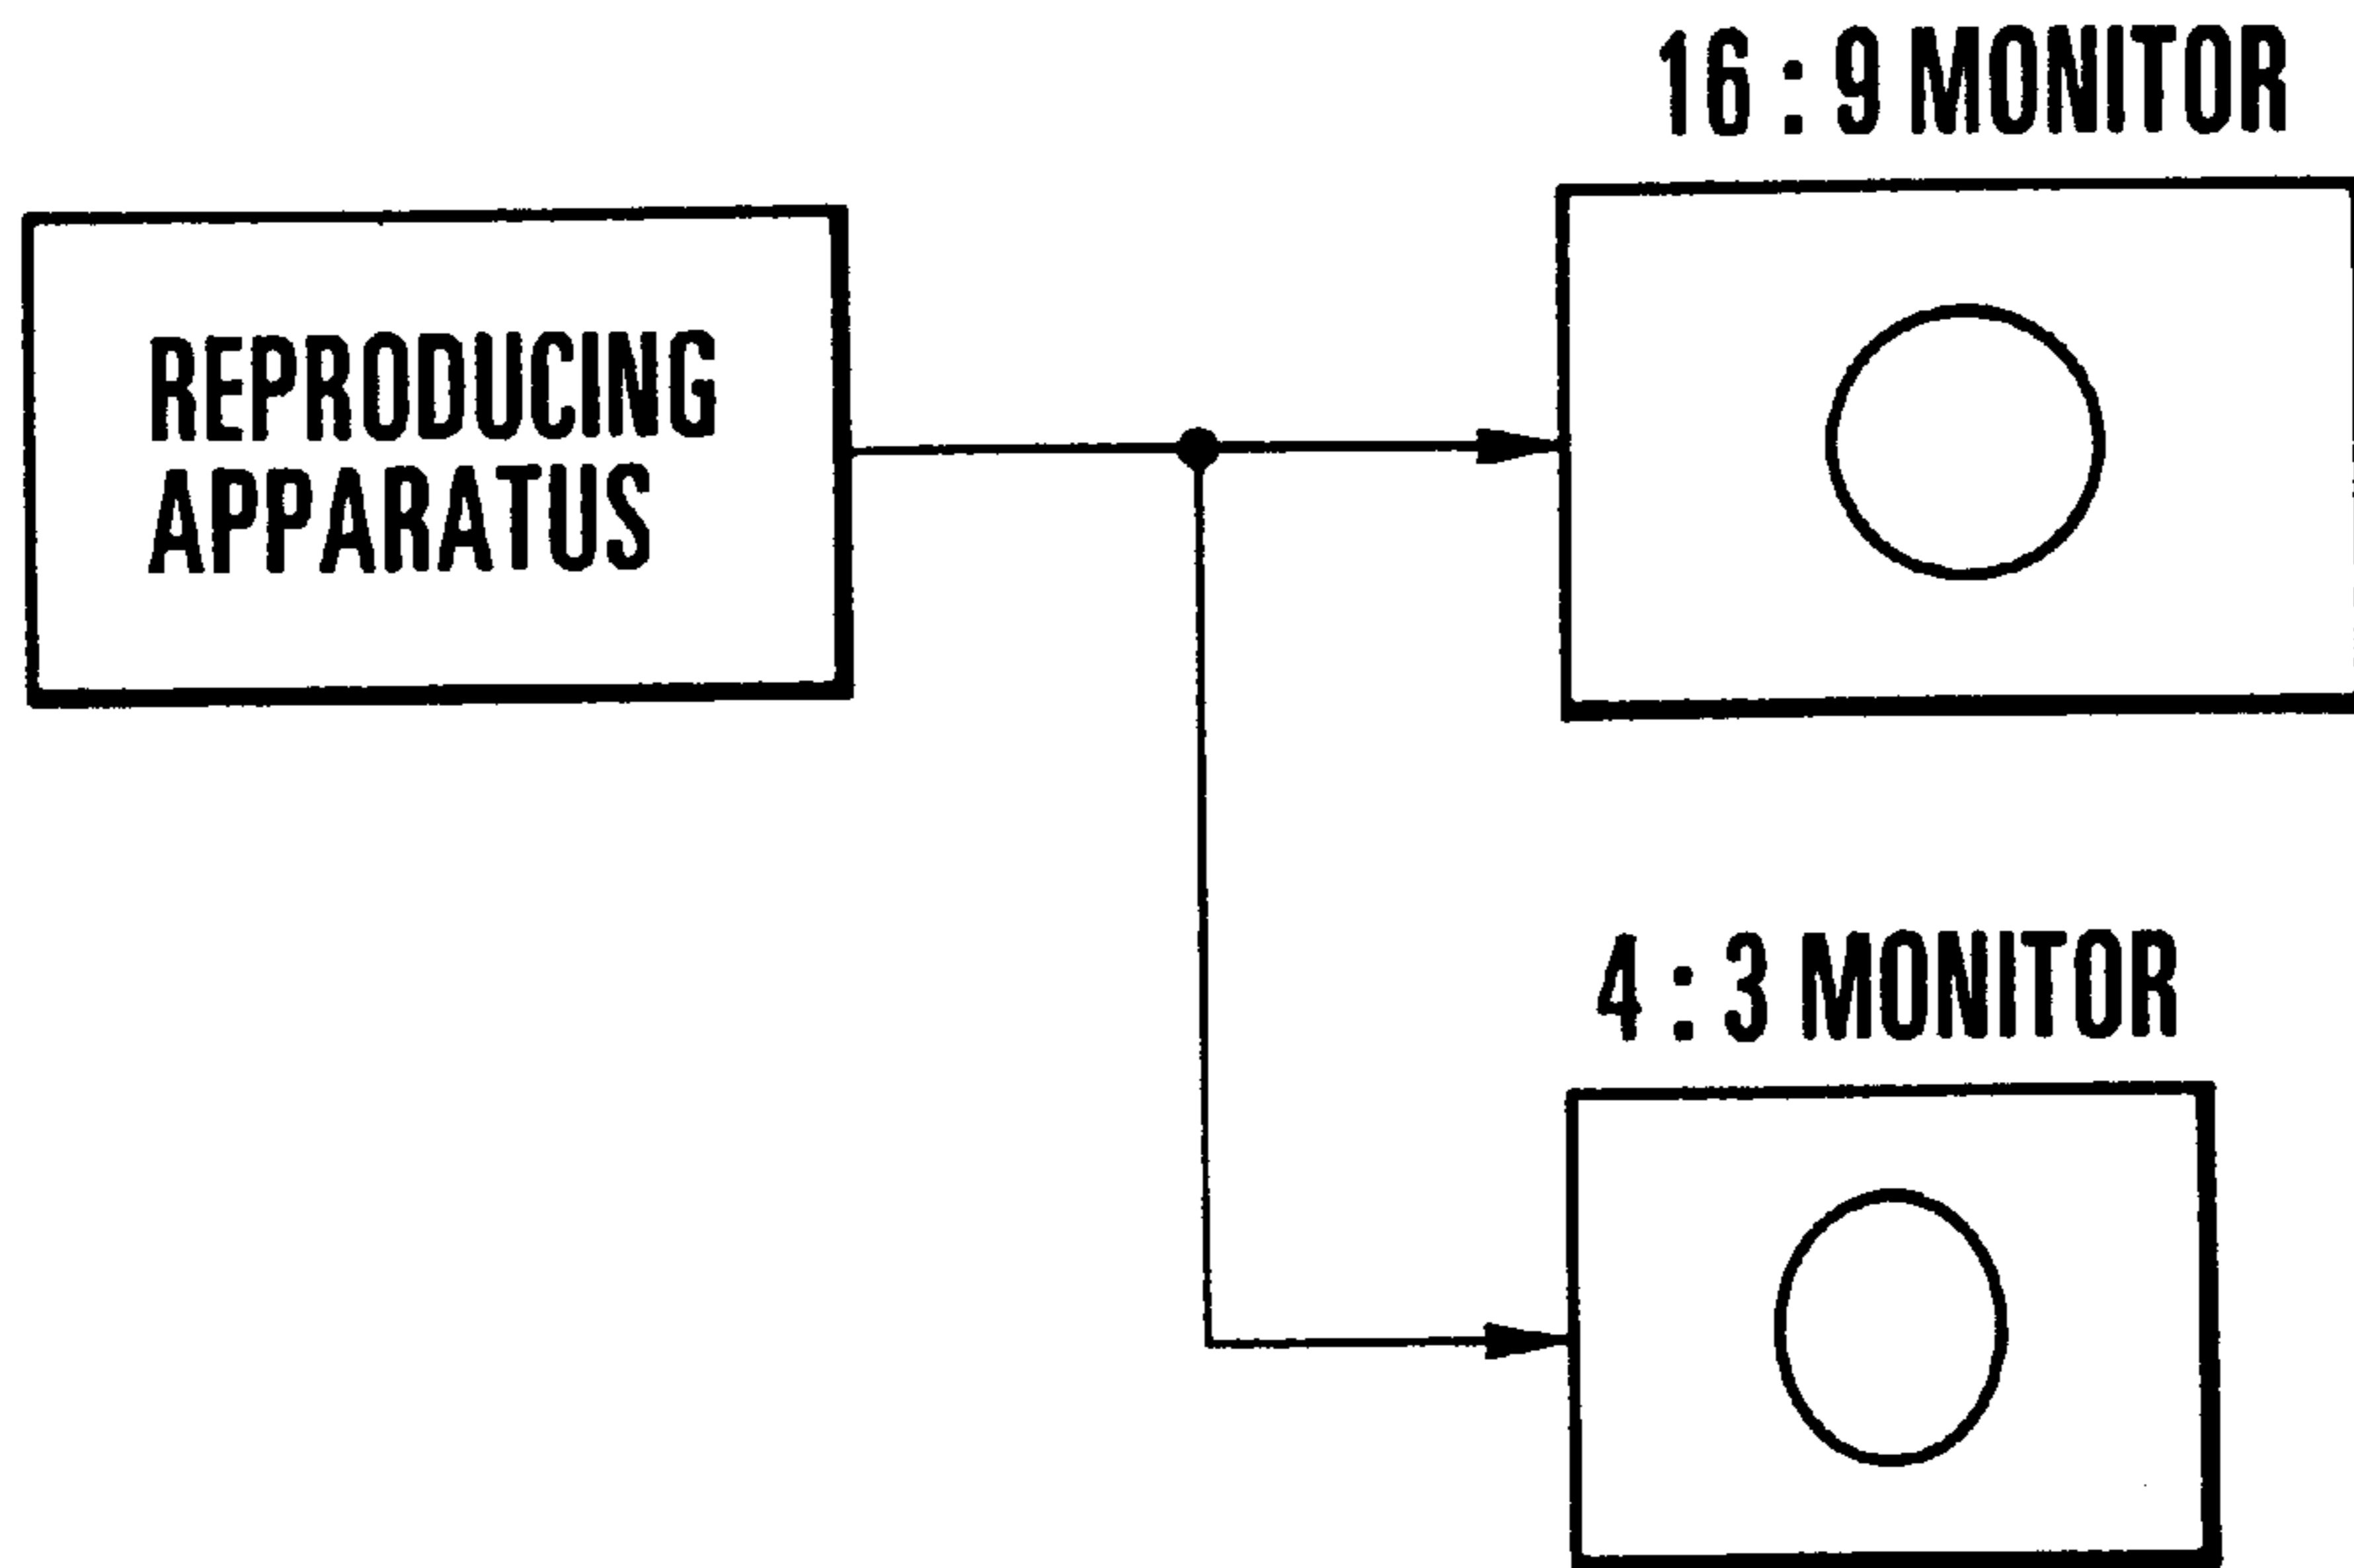 16 : 9 MONITOR
REPRODUCING
APPARATUS
4 : 3 MONITOR